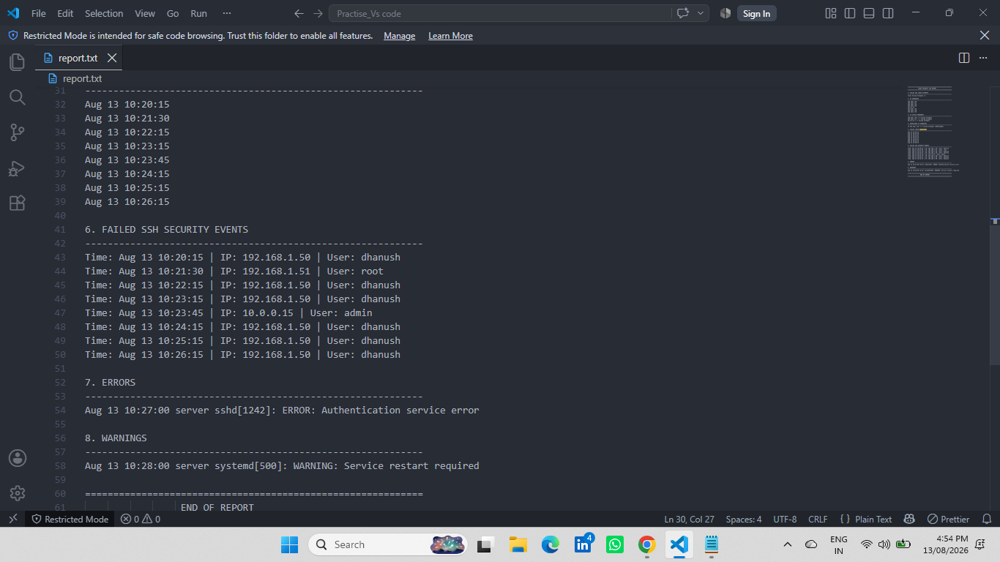 File Edit Selection View Go Run ··· Practise_Vs code Sign In
Restricted Mode is intended for safe code browsing. Trust this folder to enable all features. Manage Learn More
report.txt
report.txt
31 ------------------------------------------------------------
32 Aug 13 10:20:15
33 Aug 13 10:21:30
34 Aug 13 10:22:15
35 Aug 13 10:23:15
36 Aug 13 10:23:45
37 Aug 13 10:24:15
38 Aug 13 10:25:15
39 Aug 13 10:26:15
40
41 6. FAILED SSH SECURITY EVENTS
42 ------------------------------------------------------------
43 Time: Aug 13 10:20:15 | IP: 192.168.1.50 | User: dhanush
44 Time: Aug 13 10:21:30 | IP: 192.168.1.51 | User: root
45 Time: Aug 13 10:22:15 | IP: 192.168.1.50 | User: dhanush
46 Time: Aug 13 10:23:15 | IP: 192.168.1.50 | User: dhanush
47 Time: Aug 13 10:23:45 | IP: 10.0.0.15 | User: admin
48 Time: Aug 13 10:24:15 | IP: 192.168.1.50 | User: dhanush
49 Time: Aug 13 10:25:15 | IP: 192.168.1.50 | User: dhanush
50 Time: Aug 13 10:26:15 | IP: 192.168.1.50 | User: dhanush
51
52 7. ERRORS
53 ------------------------------------------------------------
54 Aug 13 10:27:00 server sshd[1242]: ERROR: Authentication service error
55
56 8. WARNINGS
57 ------------------------------------------------------------
58 Aug 13 10:28:00 server systemd[500]: WARNING: Service restart required
59
60 ============================================================
61 END OF REPORT
Restricted Mode 0 0 Ln 30, Col 27 Spaces: 4 UTF-8 CRLF {} Plain Text Prettier
Search 4 ENG 4:54 PM
IN 13/08/2026